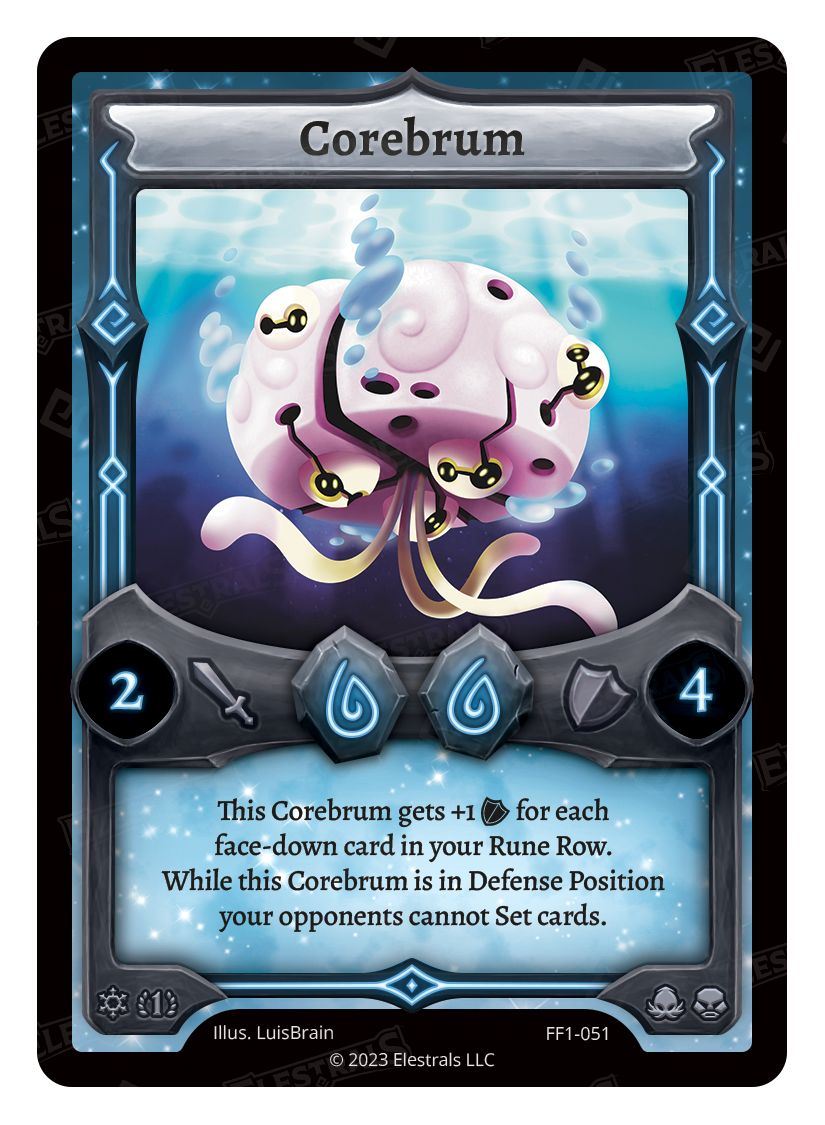 Corebrum
2
4
This Corebrum gets +1 for each
face-down card in your Rune Row.
While this Corebrum is in Defense Position
your opponents cannot Set cards.
1
Illus. LuisBrain
FF1-051
© 2023 Elestrals LLC